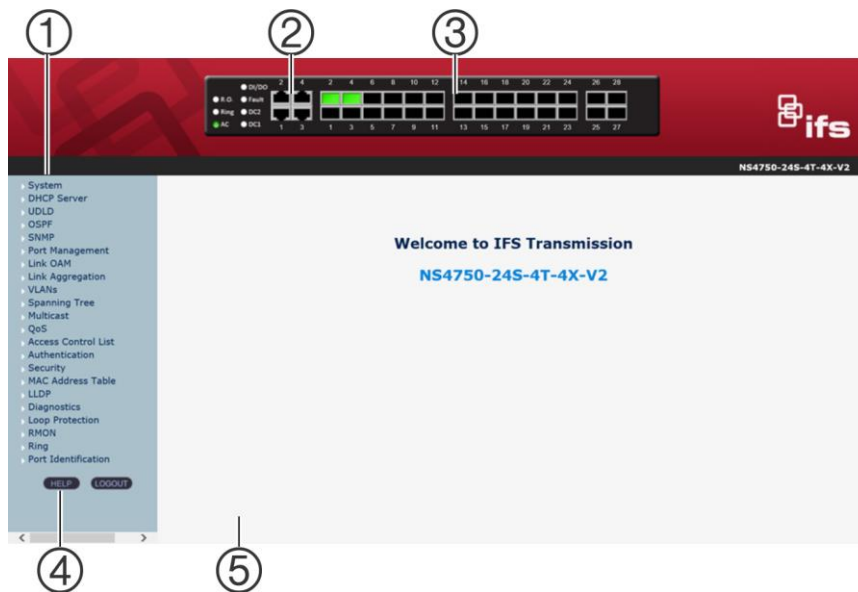 1 2 3
2 4 2 4 6 8 10 12 14 16 18 20 22 24 26 28
DI/DO
R.O. Fault
Ring DC2
AC DC1
1 3 1 3 5 7 9 11 13 15 17 19 21 23 25 27
ifs
NS4750-24S-4T-4X-V2
System
DHCP Server
UDLD
OSPF
SNMP
Port Management
Link OAM
Link Aggregation
VLANs
Spanning Tree
Multicast
QoS
Access Control List
Authentication
Security
MAC Address Table
LLDP
Diagnostics
Loop Protection
RMON
Ring
Port Identification
Welcome to IFS Transmission
NS4750-24S-4T-4X-V2
HELP LOGOUT
4 5